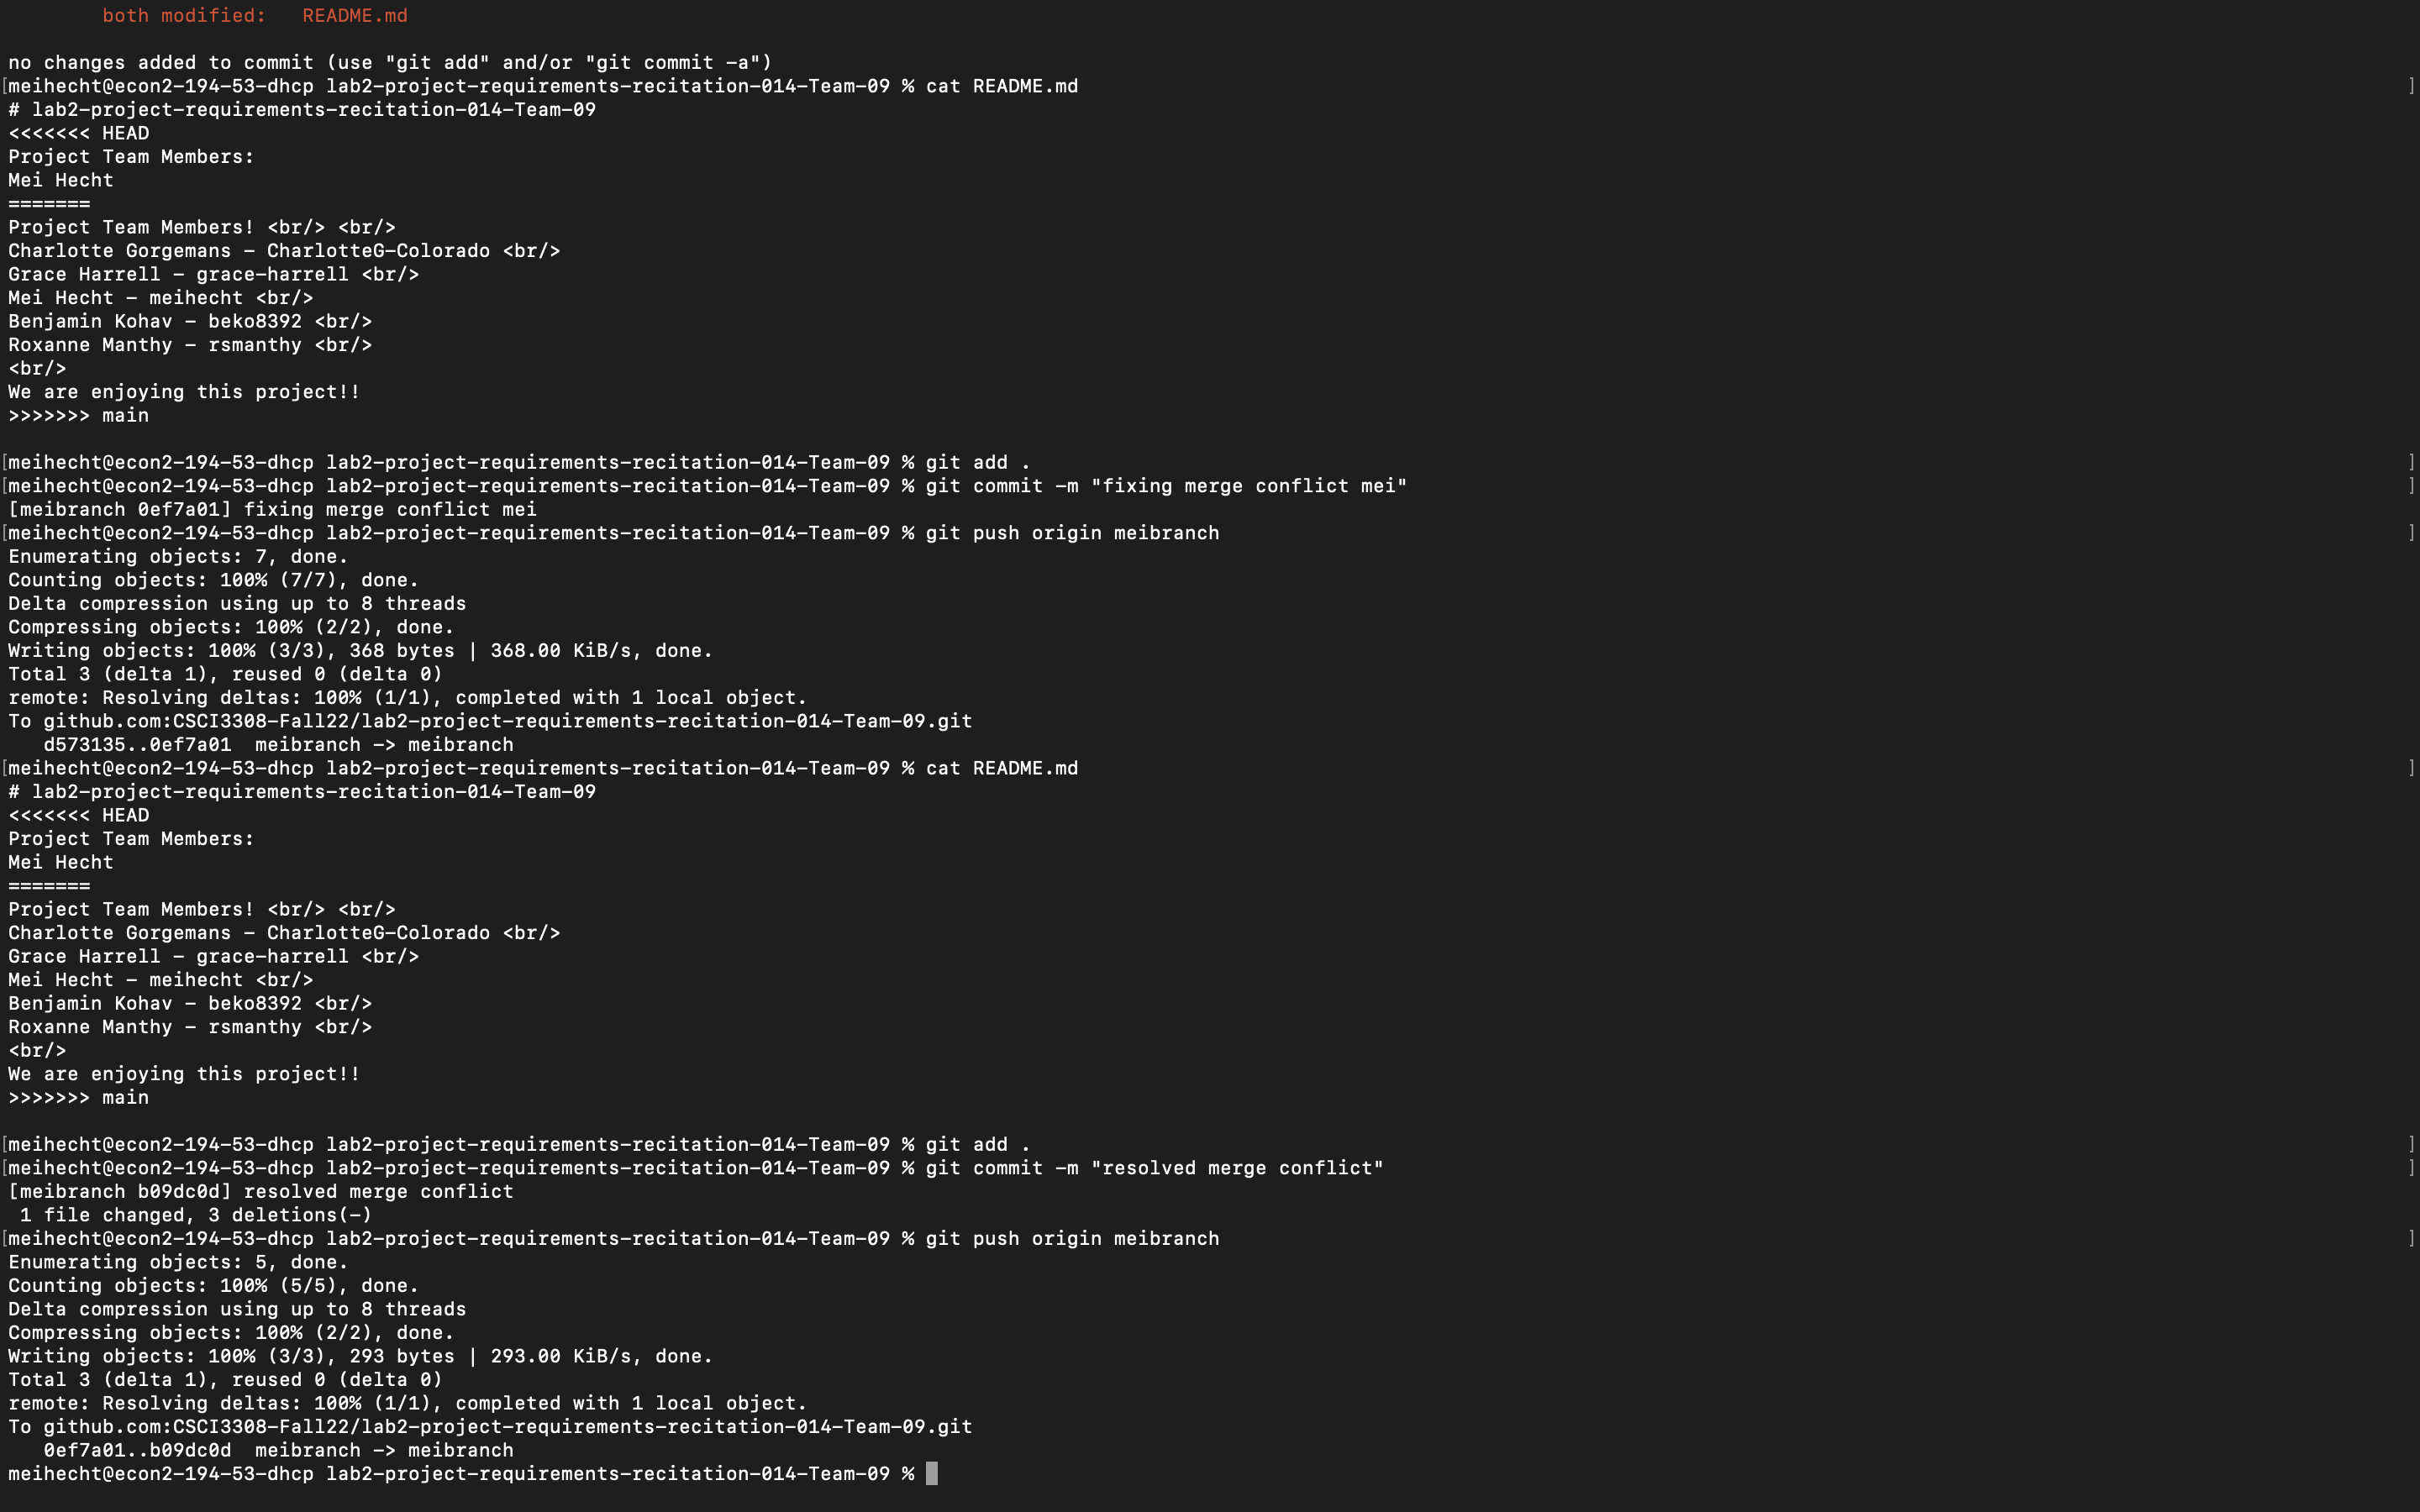 both modified:   README.md
no changes added to commit (use "git add" and/or "git commit -a")
[meihecht@econ2-194-53-dhcp lab2-project-requirements-recitation-014-Team-09 % cat README.md ]
# lab2-project-requirements-recitation-014-Team-09
<<<<<<< HEAD
Project Team Members:
Mei Hecht
=======
Project Team Members! <br/> <br/>
Charlotte Gorgemans - CharlotteG-Colorado <br/>
Grace Harrell - grace-harrell <br/>
Mei Hecht - meihecht <br/>
Benjamin Kohav - beko8392 <br/>
Roxanne Manthy - rsmanthy <br/>
<br/>
We are enjoying this project!!
>>>>>>> main
[meihecht@econ2-194-53-dhcp lab2-project-requirements-recitation-014-Team-09 % git add . ]
[meihecht@econ2-194-53-dhcp lab2-project-requirements-recitation-014-Team-09 % git commit -m "fixing merge conflict mei" ]
[meibranch 0ef7a01] fixing merge conflict mei
[meihecht@econ2-194-53-dhcp lab2-project-requirements-recitation-014-Team-09 % git push origin meibranch ]
Enumerating objects: 7, done.
Counting objects: 100% (7/7), done.
Delta compression using up to 8 threads
Compressing objects: 100% (2/2), done.
Writing objects: 100% (3/3), 368 bytes | 368.00 KiB/s, done.
Total 3 (delta 1), reused 0 (delta 0)
remote: Resolving deltas: 100% (1/1), completed with 1 local object.
To github.com:CSCI3308-Fall22/lab2-project-requirements-recitation-014-Team-09.git
   d573135..0ef7a01  meibranch -> meibranch
[meihecht@econ2-194-53-dhcp lab2-project-requirements-recitation-014-Team-09 % cat README.md ]
# lab2-project-requirements-recitation-014-Team-09
<<<<<<< HEAD
Project Team Members:
Mei Hecht
=======
Project Team Members! <br/> <br/>
Charlotte Gorgemans - CharlotteG-Colorado <br/>
Grace Harrell - grace-harrell <br/>
Mei Hecht - meihecht <br/>
Benjamin Kohav - beko8392 <br/>
Roxanne Manthy - rsmanthy <br/>
<br/>
We are enjoying this project!!
>>>>>>> main
[meihecht@econ2-194-53-dhcp lab2-project-requirements-recitation-014-Team-09 % git add . ]
[meihecht@econ2-194-53-dhcp lab2-project-requirements-recitation-014-Team-09 % git commit -m "resolved merge conflict" ]
[meibranch b09dc0d] resolved merge conflict
 1 file changed, 3 deletions(-)
[meihecht@econ2-194-53-dhcp lab2-project-requirements-recitation-014-Team-09 % git push origin meibranch ]
Enumerating objects: 5, done.
Counting objects: 100% (5/5), done.
Delta compression using up to 8 threads
Compressing objects: 100% (2/2), done.
Writing objects: 100% (3/3), 293 bytes | 293.00 KiB/s, done.
Total 3 (delta 1), reused 0 (delta 0)
remote: Resolving deltas: 100% (1/1), completed with 1 local object.
To github.com:CSCI3308-Fall22/lab2-project-requirements-recitation-014-Team-09.git
   0ef7a01..b09dc0d  meibranch -> meibranch
meihecht@econ2-194-53-dhcp lab2-project-requirements-recitation-014-Team-09 %